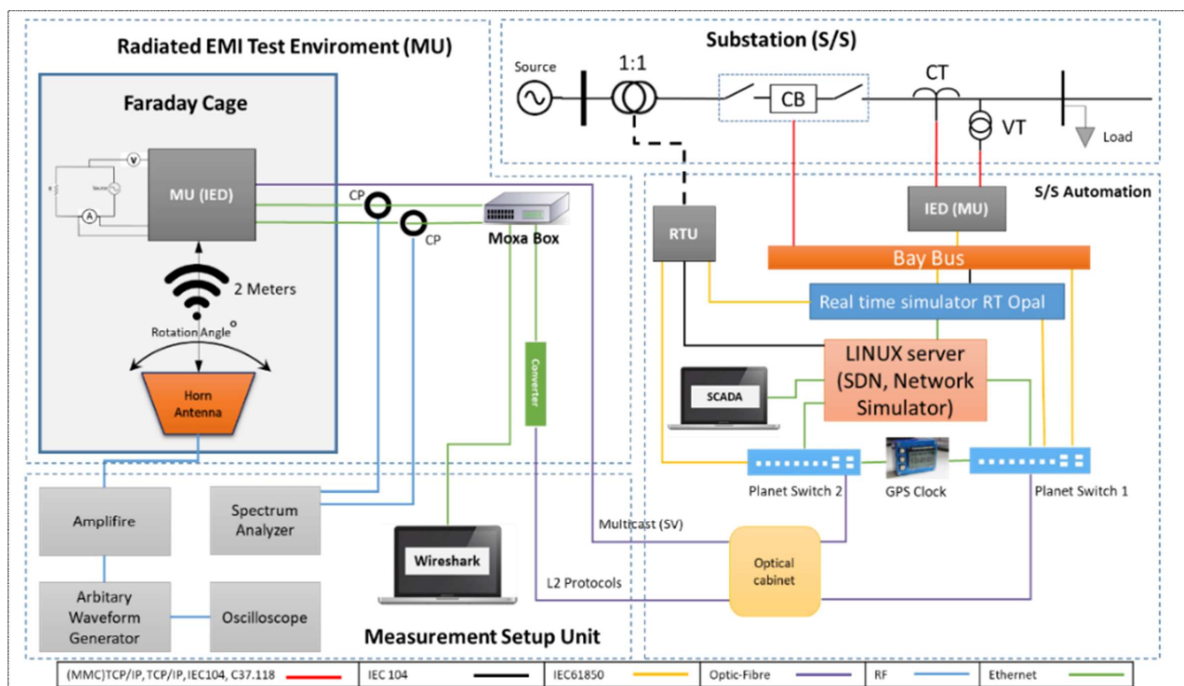 Radiated EMI Test Enviroment (MU)
Faraday Cage
V
Source
A
MU (IED)
2 Meters
Rotation Angle°
Horn
Antenna
CP
CP
Moxa Box
Converter
Substation (S/S)
Source
1:1
CB
CT
VT
Load
S/S Automation
RTU
IED (MU)
Bay Bus
Real time simulator RT Opal
LINUX server
(SDN, Network
Simulator)
SCADA
Planet Switch 2
GPS Clock
Planet Switch 1
Optical
cabinet
Multicast (SV)
L2 Protocols
Amplifire
Spectrum
Analyzer
Arbitary
Waveform
Generator
Oscilloscope
Wireshark
Measurement Setup Unit
(MMC)TCP/IP, TCP/IP, IEC104, C37.118
IEC 104
IEC61850
Optic-Fibre
RF
Ethernet